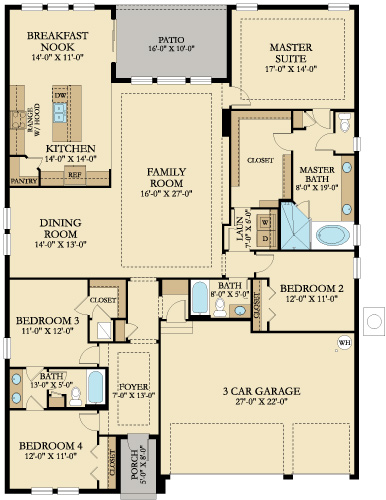 BREAKFAST
NOOK
14'-0" X 11'-0"
PATIO
16'-0" X 10'-0"
MASTER
SUITE
17'-0" X 14'-0"
RANGE
W/ HOOD
DW
KITCHEN
14'-0" X 14'-0"
PANTRY
REF
FAMILY
ROOM
16'-0" X 27'-0"
CLOSET
MASTER
BATH
8'-0" X 19'-0"
DINING
ROOM
14'-0" X 13'-0"
LAUN
7'-0" X 6'-0"
W
D
BEDROOM 3
11'-0" X 12'-0"
CLOSET
BATH
8'-0" X 5'-0"
CLOSET
BEDROOM 2
12'-0" X 11'-0"
WH
BATH
13'-0" X 5'-0"
FOYER
7'-0" X 13'-0"
3 CAR GARAGE
27'-0" X 22'-0"
BEDROOM 4
12'-0" X 11'-0"
CLOSET
PORCH
5'-0" X 8'-0"